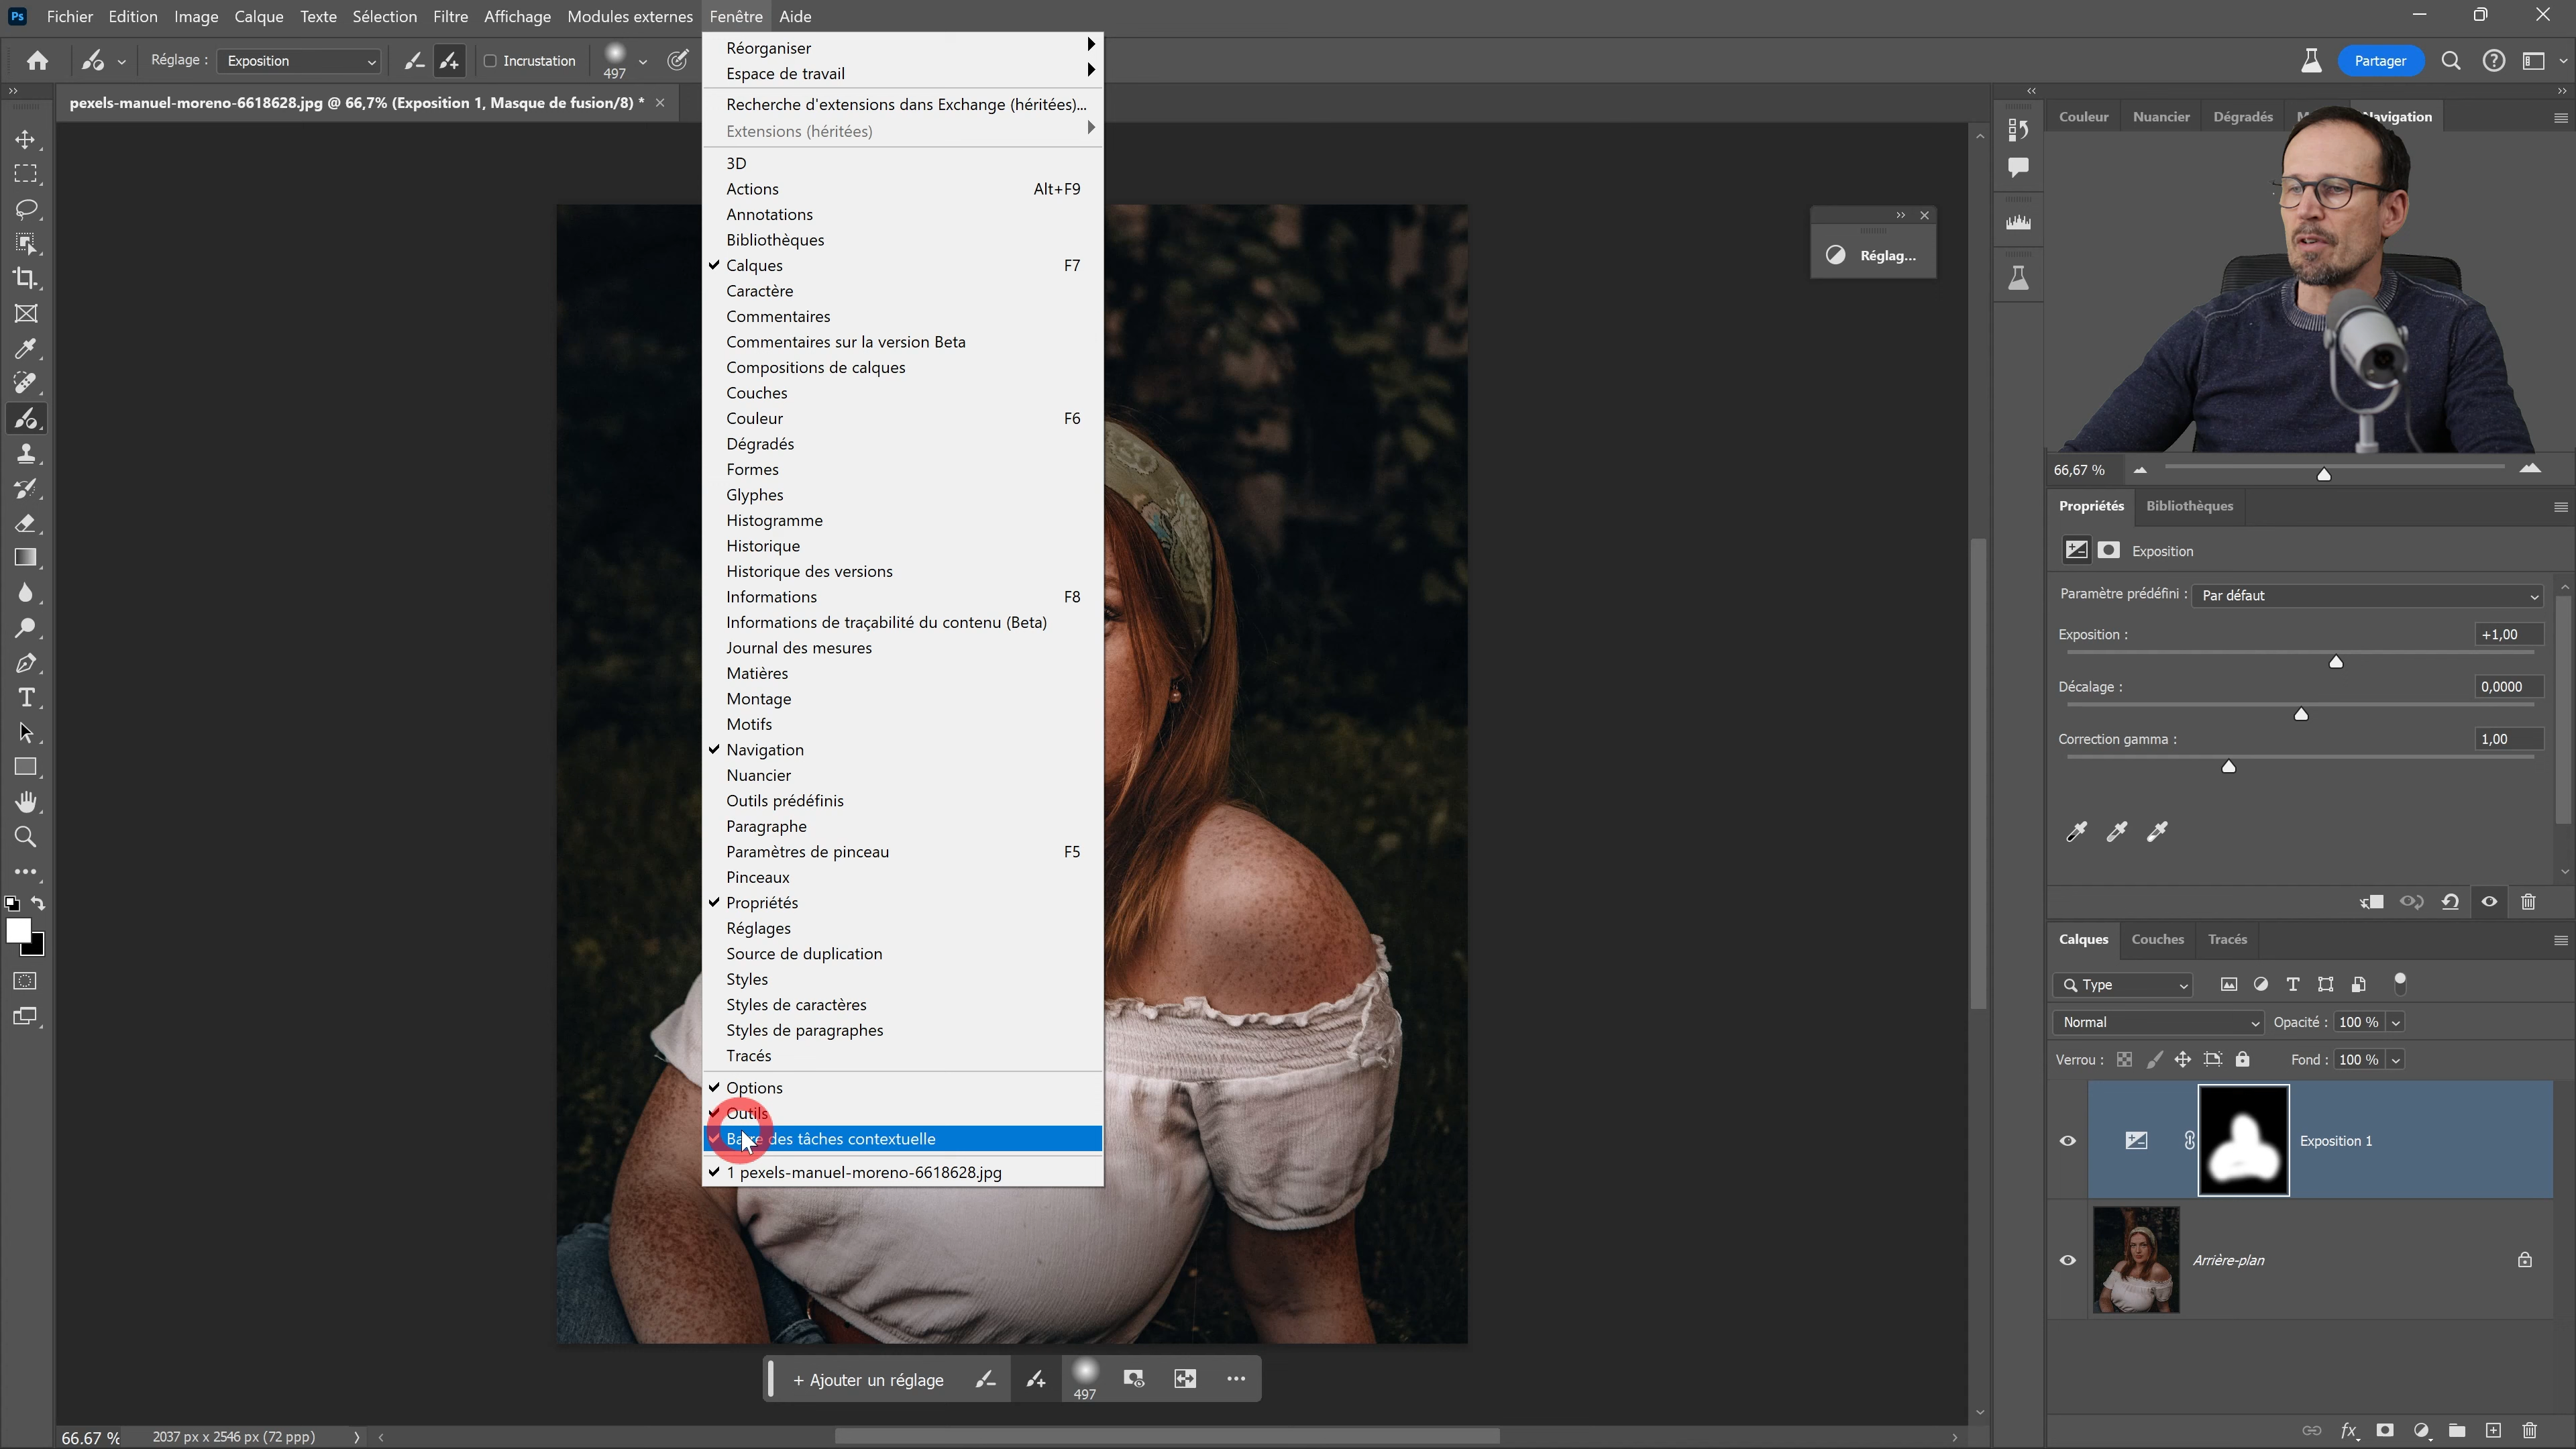 Ps Fichier Edition Image Calque Texte Sélection Filtre Affichage Modules externes Fenêtre Aide
Réglage : Exposition Incrustation 497 Partager
pexels-manuel-moreno-6618628.jpg @ 66,7% (Exposition 1, Masque de fusion/8) *
Réorganiser
Espace de travail
Recherche d'extensions dans Exchange (héritées)...
Extensions (héritées)
3D
Actions Alt+F9
Annotations
Bibliothèques
Calques F7
Caractère
Commentaires
Commentaires sur la version Beta
Compositions de calques
Couches
Couleur F6
Dégradés
Formes
Glyphes
Histogramme
Historique
Historique des versions
Informations F8
Informations de traçabilité du contenu (Beta)
Journal des mesures
Matières
Montage
Motifs
Navigation
Nuancier
Outils prédéfinis
Paragraphe
Paramètres de pinceau F5
Pinceaux
Propriétés
Réglages
Source de duplication
Styles
Styles de caractères
Styles de paragraphes
Tracés
Options
Outils
Barre des tâches contextuelle
1 pexels-manuel-moreno-6618628.jpg
Réglag...
+ Ajouter un réglage
497
66.67 % 2037 px x 2546 px (72 ppp)
Couleur Nuancier Dégradés Navigation
66,67 %
Propriétés Bibliothèques
Exposition
Paramètre prédéfini : Par défaut
Exposition : +1,00
Décalage : 0,0000
Correction gamma : 1,00
Calques Couches Tracés
Type
Normal Opacité : 100 %
Verrou : Fond : 100 %
Exposition 1
Arrière-plan
fx